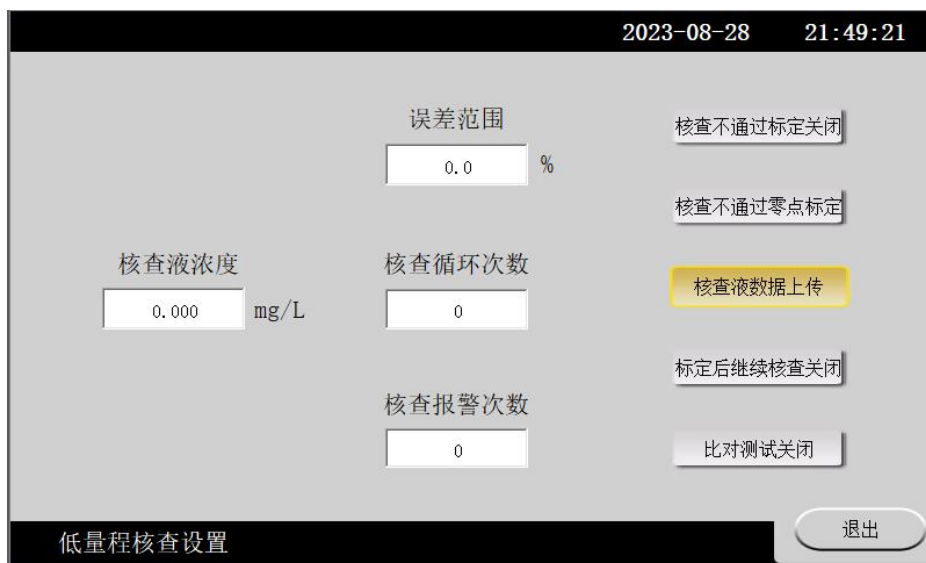 2023-08-28 21:49:21
误差范围
0.0 %
核查液浓度
0.000 mg/L
核查循环次数
0
核查报警次数
0
核查不通过标定关闭
核查不通过零点标定
核查液数据上传
标定后继续核查关闭
比对测试关闭
低量程核查设置
退出